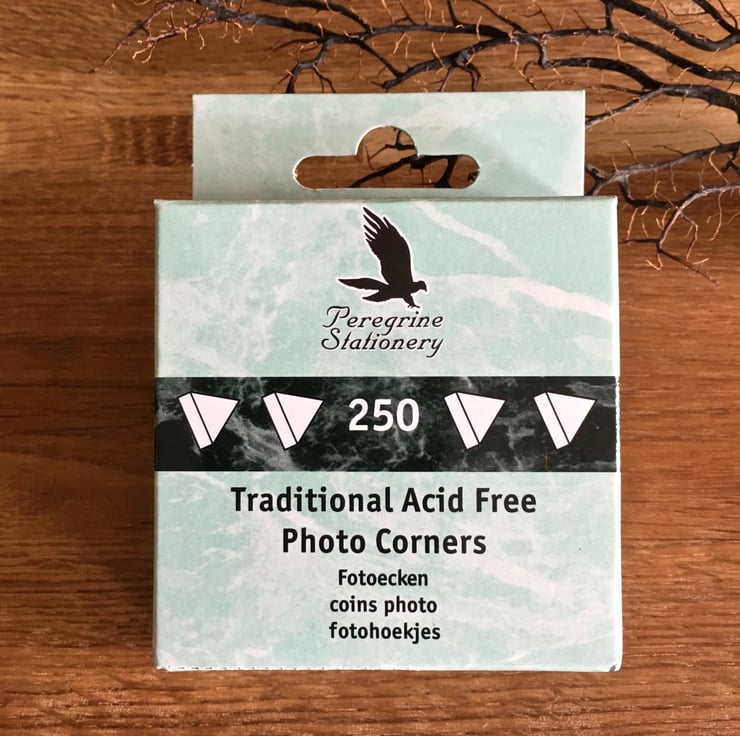 Peregrine
Stationery
250
Traditional Acid Free
Photo Corners
Fotoecken
coins photo
fotohoekjes